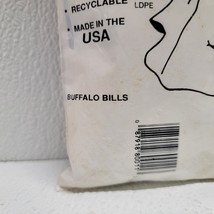 • RECYCLABLE
LDPE
• MADE IN THE
USA
BUFFALO BILLS